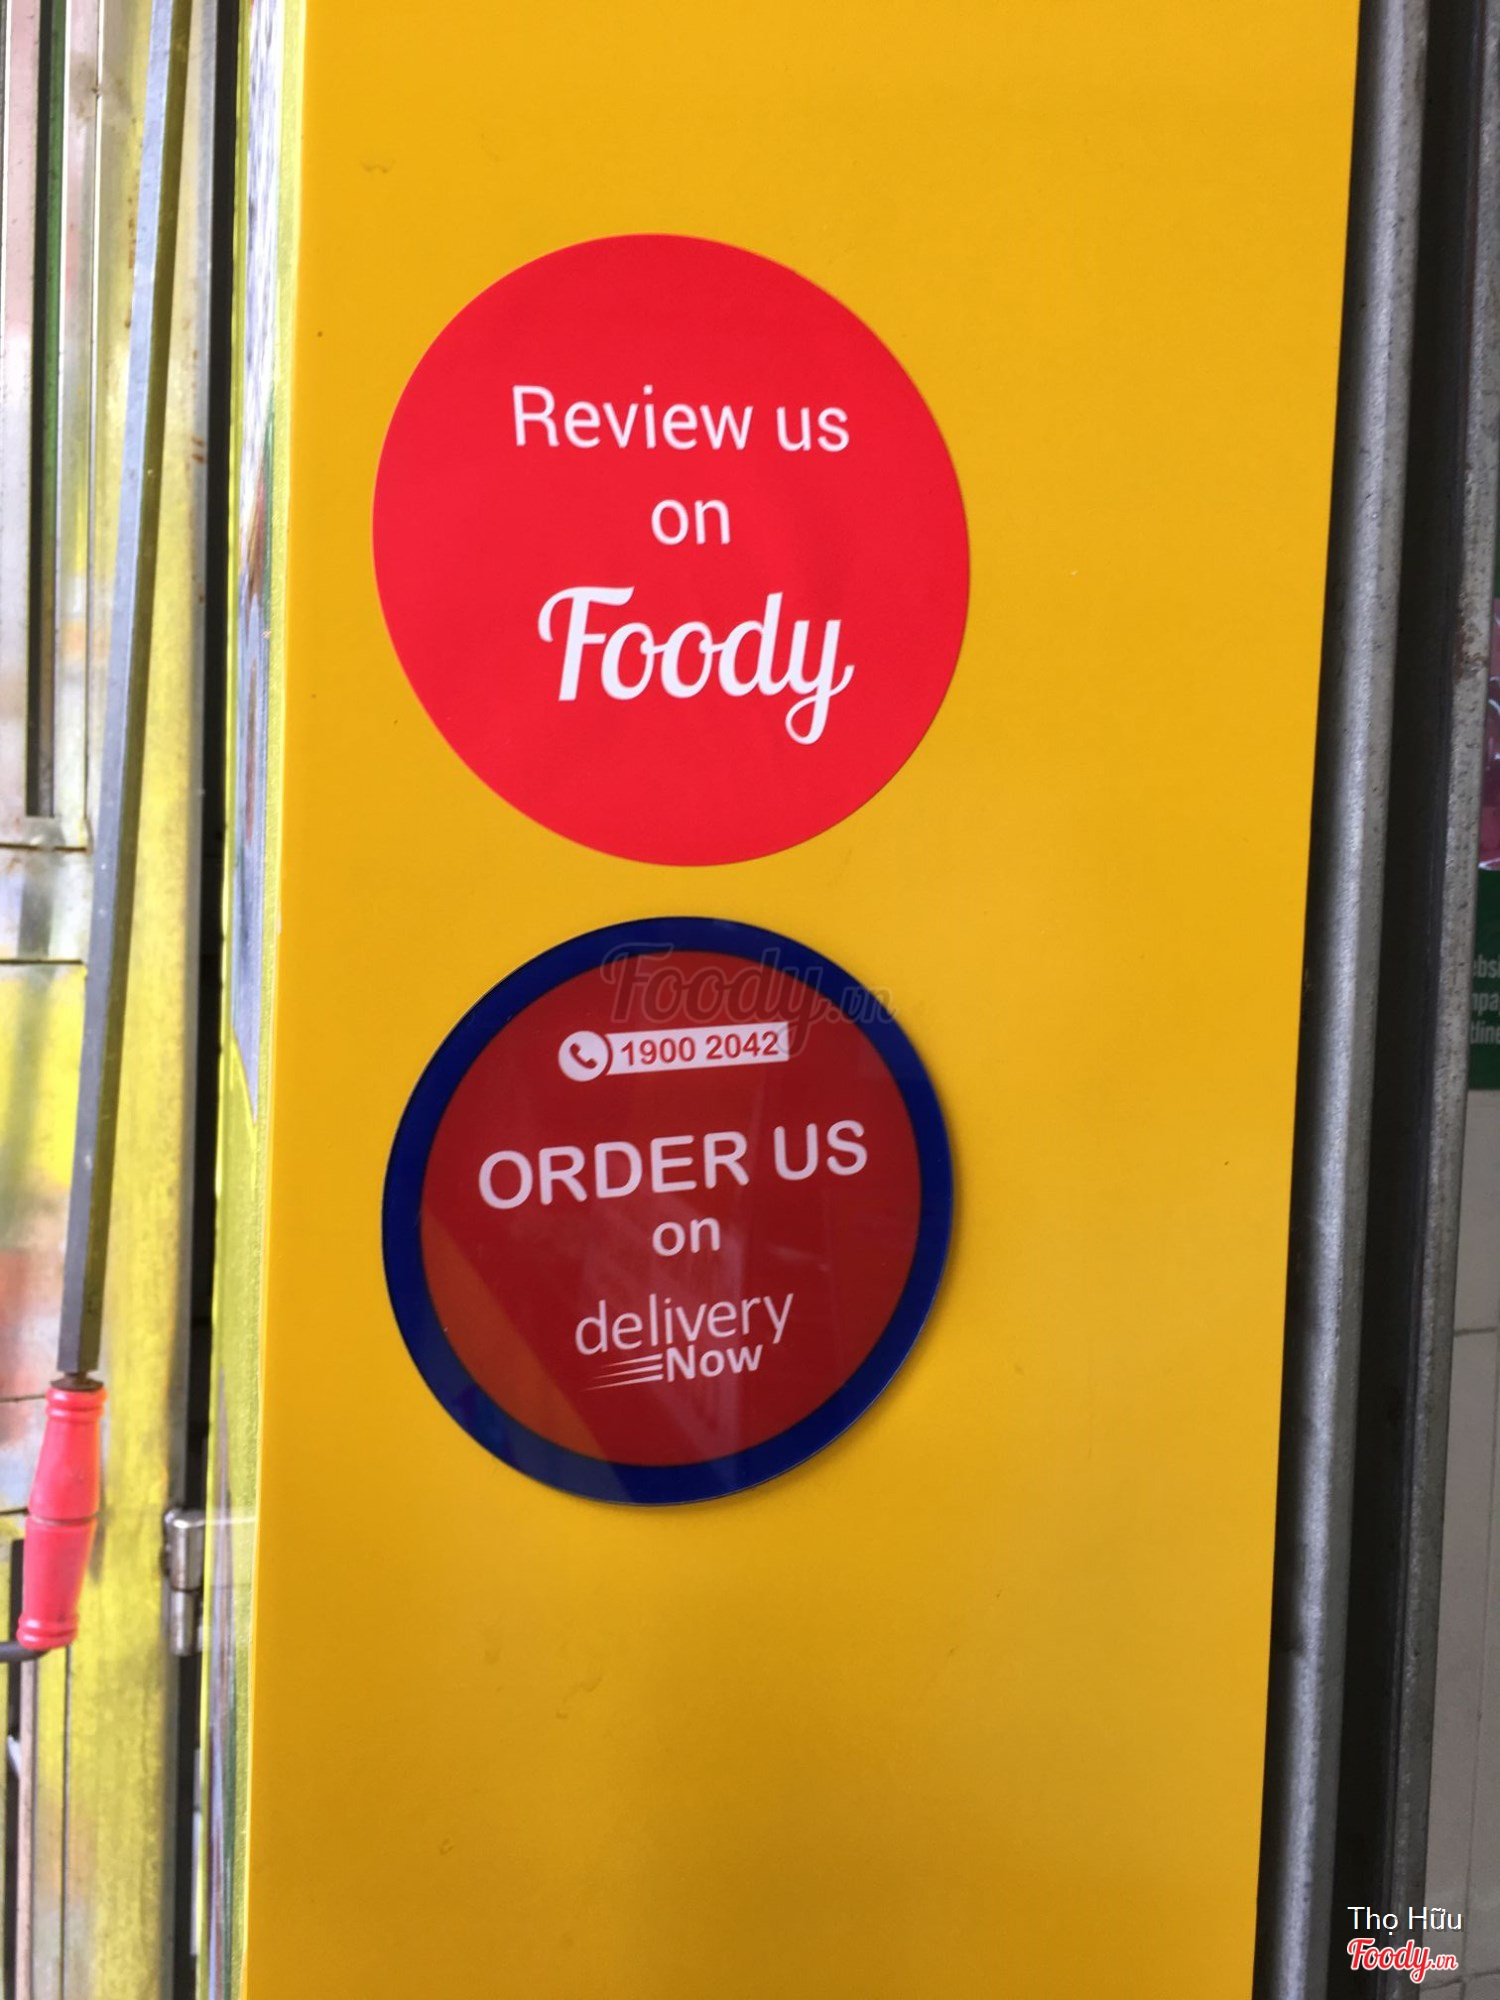 Review us
on
Foody
Foody.vn
1900 2042
ORDER US
on
delivery
Now
Thọ Hữu
Foody.vn